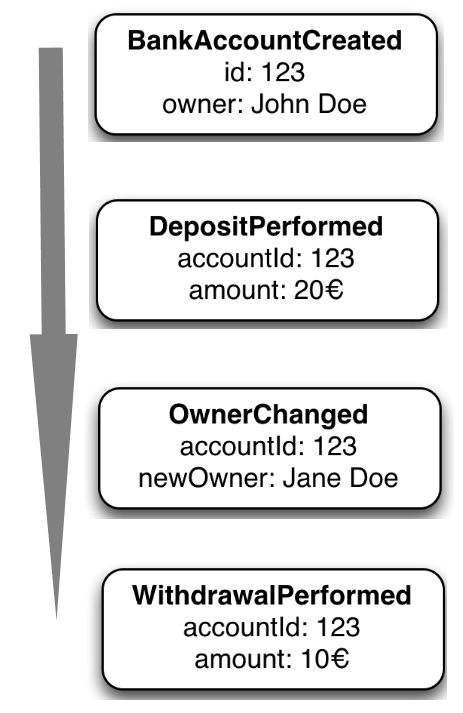 BankAccountCreated
id: 123
owner: John Doe
DepositPerformed
accountId: 123
amount: 20€
OwnerChanged
accountId: 123
newOwner: Jane Doe
WithdrawalPerformed
accountId: 123
amount: 10€